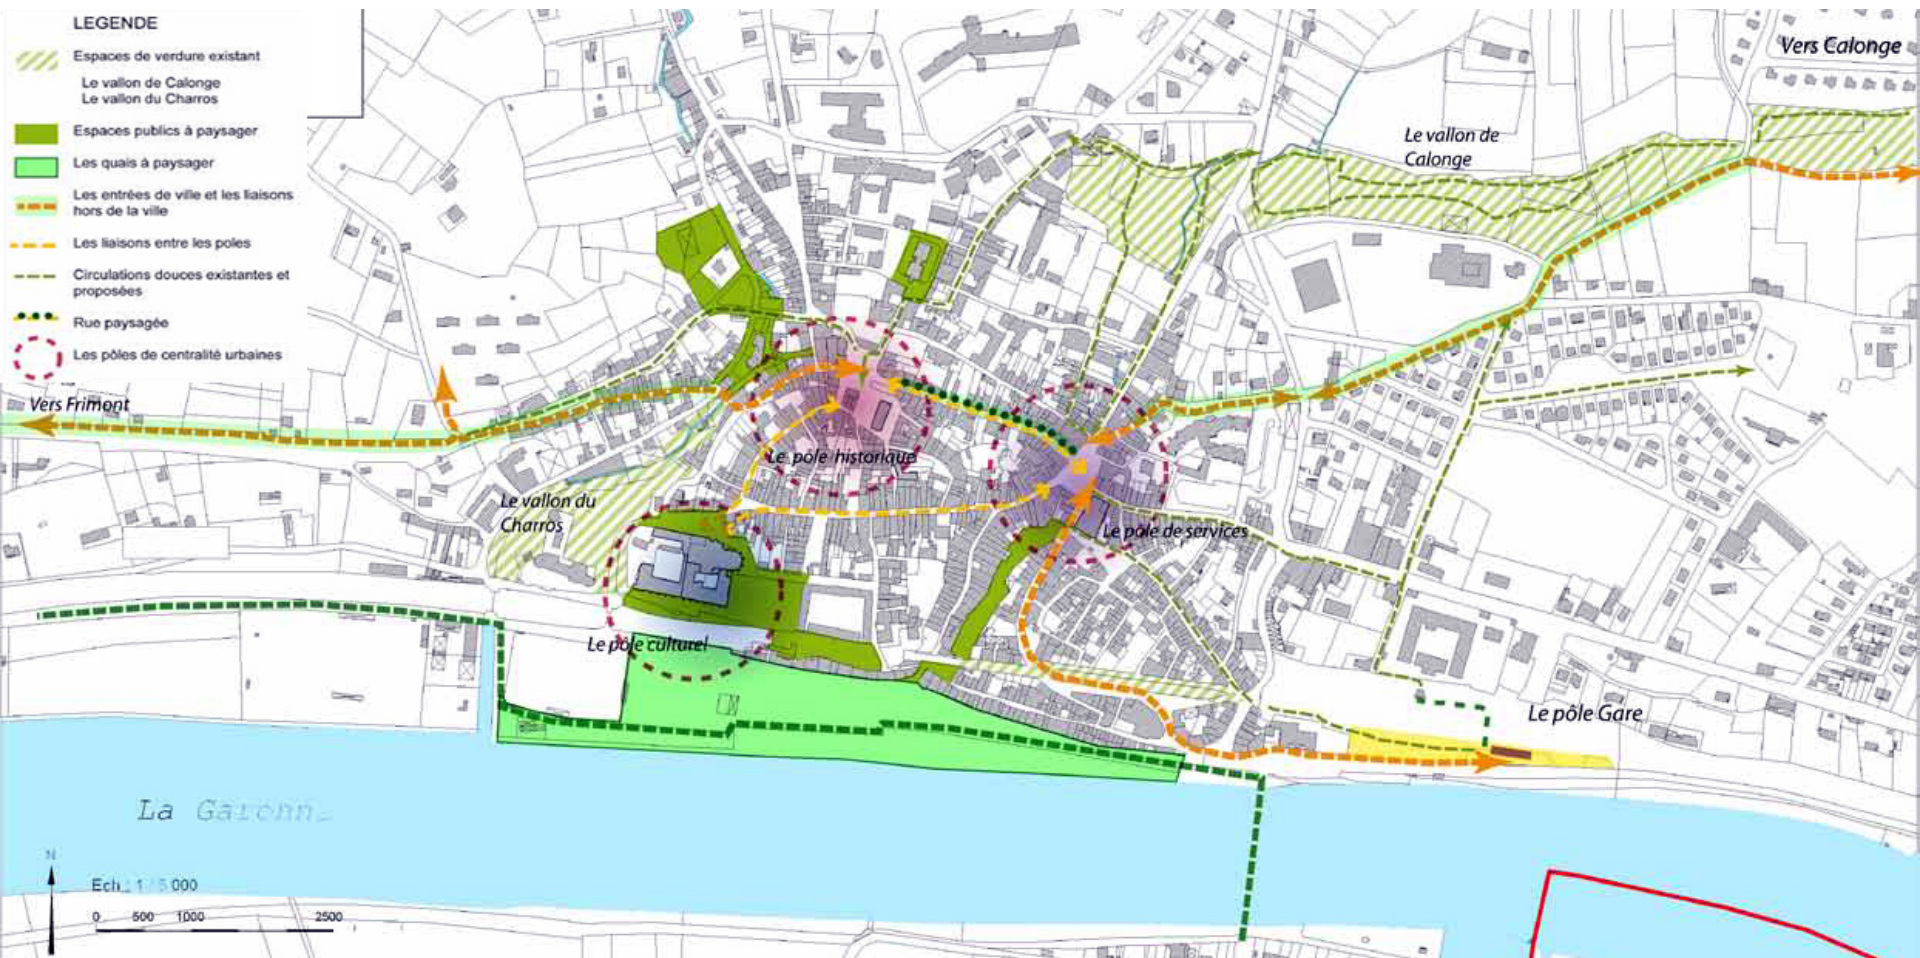 LEGENDE
Espaces de verdure existant
Le vallon de Calonge
Le vallon du Charros
Espaces publics à paysager
Les quais à paysager
Les entrées de ville et les liaisons
hors de la ville
Les liaisons entre les poles
Circulations douces existantes et
proposées
Rue paysagée
Les pôles de centralité urbaines
Vers Calonge
Le vallon de
Calonge
Vers Frimont
Le pole historique
Le vallon du
Charros
Le pôle de services
Le pôle culturel
Le pôle Gare
La Garonn
N
Ech : 1 / 5 000
0 500 1000 2500